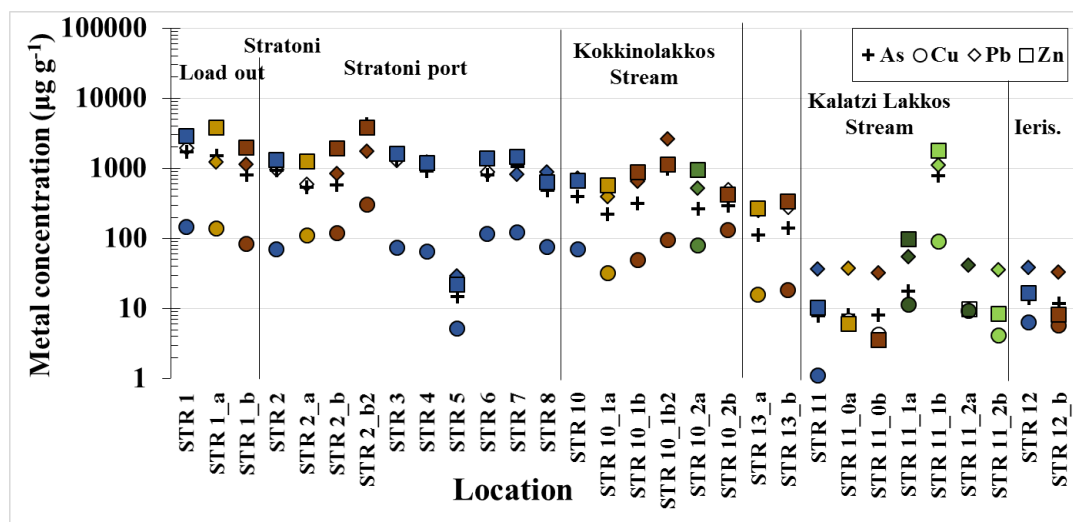 Metal concentration (µg g⁻¹)
100000
10000
1000
100
10
1
Stratoni
Load out
Stratoni port
Kokkinolakkos
Stream
As Cu Pb Zn
Kalatzi Lakkos
Stream
Ieris.
STR 1
STR 1_a
STR 1_b
STR 2
STR 2_a
STR 2_b
STR 2_b2
STR 3
STR 4
STR 5
STR 6
STR 7
STR 8
STR 10
STR 10_1a
STR 10_1b
STR 10_1b2
STR 10_2a
STR 10_2b
STR 13_a
STR 13_b
STR 11
STR 11_0a
STR 11_0b
STR 11_1a
STR 11_1b
STR 11_2a
STR 11_2b
STR 12
STR 12_b
Location